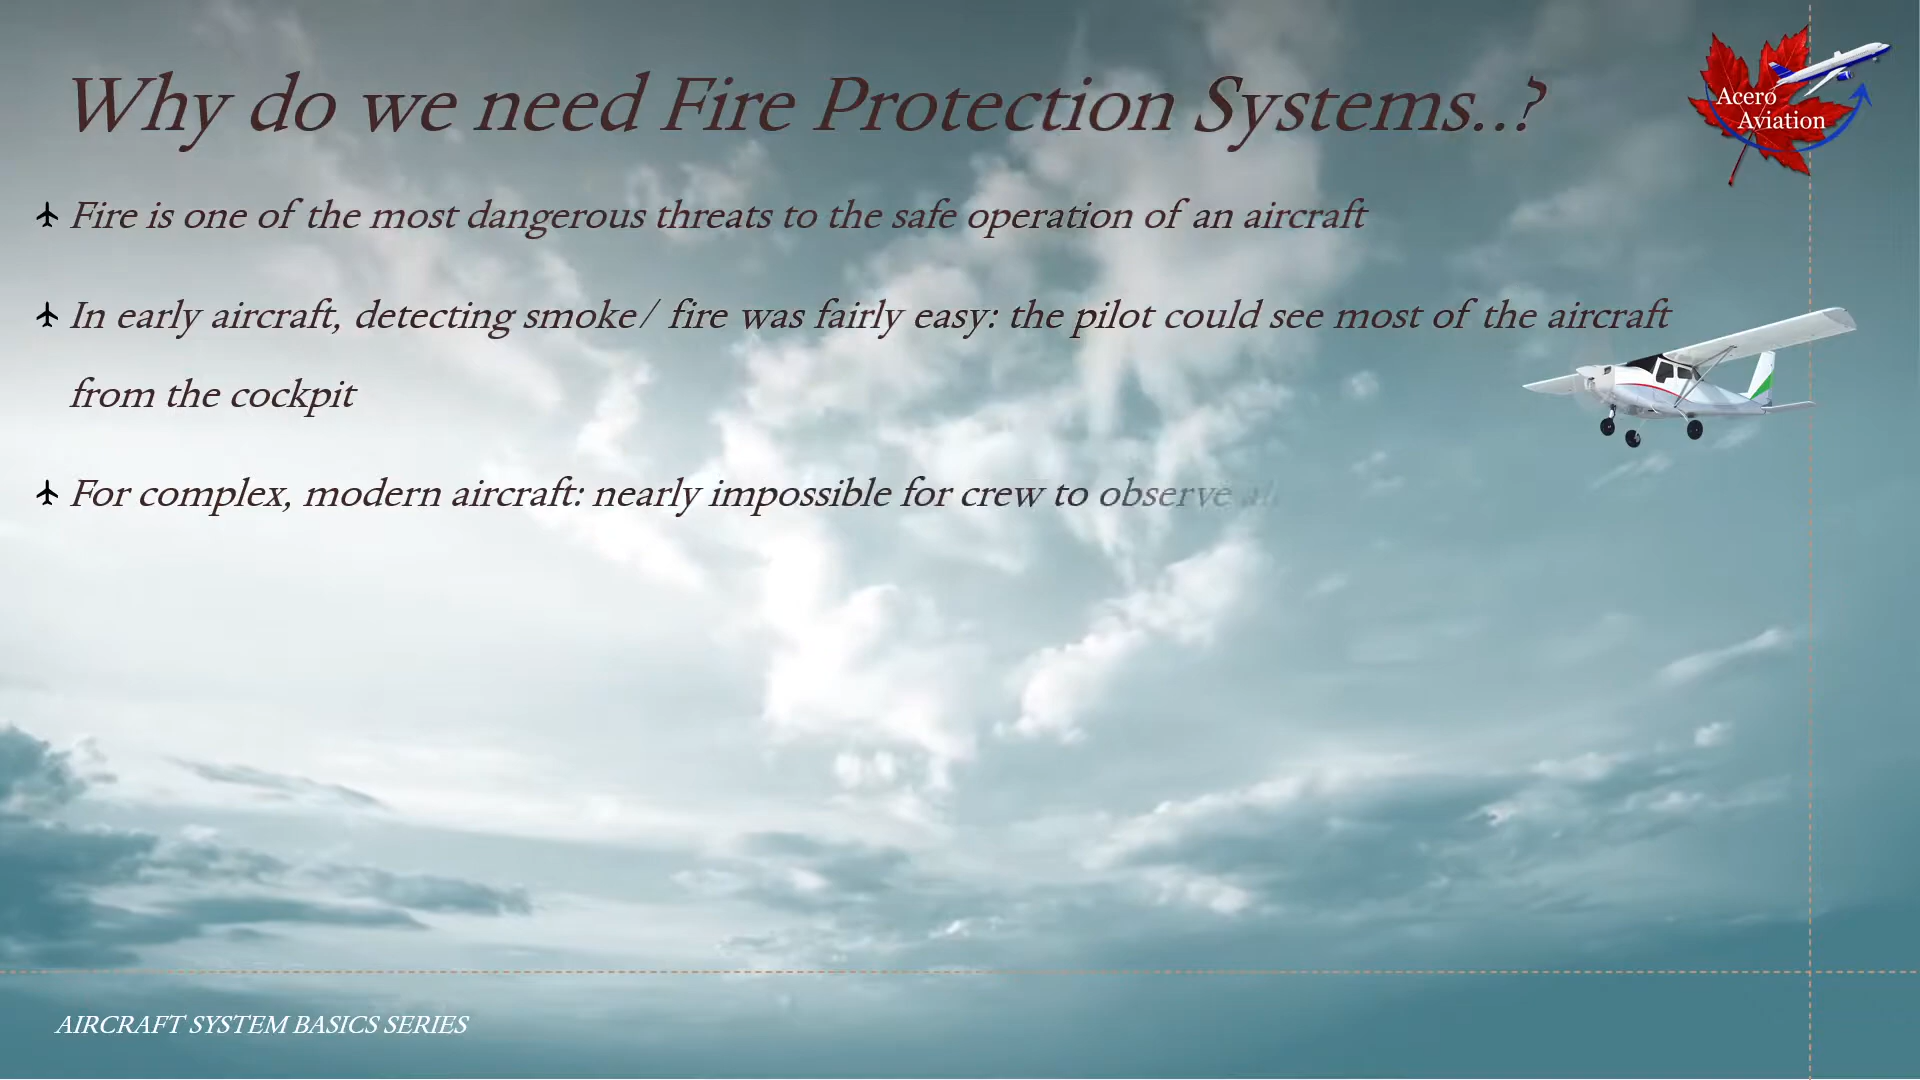 Why do we need Fire Protection Systems..?
Acero
Aviation
Fire is one of the most dangerous threats to the safe operation of an aircraft
In early aircraft, detecting smoke/ fire was fairly easy: the pilot could see most of the aircraft
from the cockpit
For complex, modern aircraft: nearly impossible for crew to observe
AIRCRAFT SYSTEM BASICS SERIES